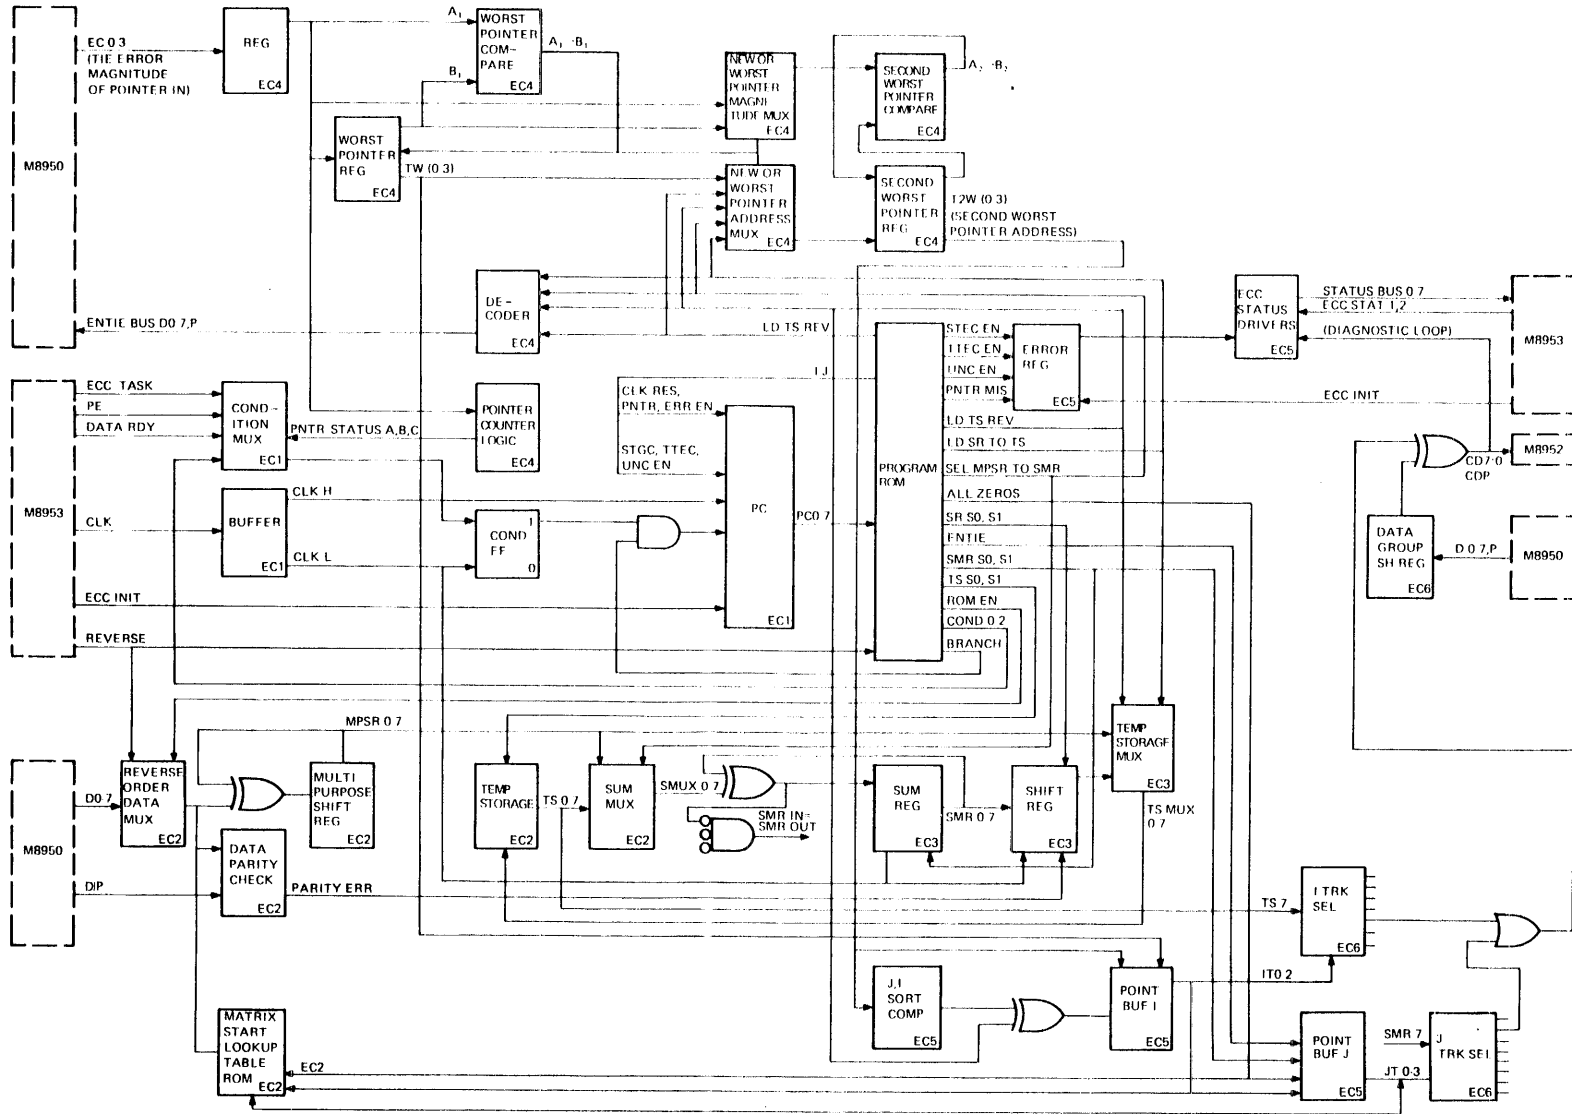 M8950
EC 0 3
(TIE ERROR
MAGNITUDE
OF POINTER IN)
REG
EC4
A1
B1
WORST
POINTER
COM-
PARE
EC4
A1 B1
WORST
POINTER
REG
EC4
TW (0 3)
NEW OR
WORST
POINTER
MAGNI
TUDE MUX
EC4
SECOND
WORST
POINTER
COMPARE
EC4
A2 B2
NEW OR
WORST
POINTER
ADDRESS
MUX
EC4
SECOND
WORST
POINTER
REG
EC4
T2W (0 3)
(SECOND WORST
POINTER ADDRESS)
DE-
CODER
EC4
ENTIE BUS D0 7,P
LD TS REV
M8953
ECC TASK
PE
DATA RDY
COND-
ITION
MUX
EC1
PNTR STATUS A,B,C
POINTER
COUNTER
LOGIC
EC4
CLK
BUFFER
EC1
CLK H
CLK L
COND
FF
1
0
ECC INIT
REVERSE
I,J
CLK RES,
PNTR, ERR EN
STGC, TTEC,
UNC EN
PC
EC1
PC0 7
PROGRAM
ROM
STEC EN
TTEC EN
UNC EN
PNTR MIS
LD TS REV
LD SR TO TS
SEL MPSR TO SMR
ALL ZEROS
SR S0, S1
ENTIE
SMR S0, S1
TS S0, S1
ROM EN
COND 0 2
BRANCH
ERROR
REG
EC5
ECC
STATUS
DRIVERS
EC5
STATUS BUS 0 7
ECC STAT 1,2
(DIAGNOSTIC LOOP)
ECC INIT
M8953
M8952
CD7-0
CDP
DATA
GROUP
SH REG
EC6
D 0 7,P
M8950
M8950
D0 7
DIP
REVERSE
ORDER
DATA
MUX
EC2
MPSR 0 7
MULTI
PURPOSE
SHIFT
REG
EC2
DATA
PARITY
CHECK
EC2
PARITY ERR
TEMP
STORAGE
EC2
TS 0 7
SUM
MUX
EC2
SMUX 0 7
SMR IN=
SMR OUT
SUM
REG
EC3
SMR 0 7
SHIFT
REG
EC3
TEMP
STORAGE
MUX
EC3
TS MUX
0 7
TS 7
I TRK
SEL
EC6
MATRIX
START
LOOKUP
TABLE
ROM
EC2
EC2
J,I
SORT
COMP
EC5
POINT
BUF I
EC5
IT0 2
POINT
BUF J
EC5
SMR 7
JT 0-3
J
TRK SEL
EC6